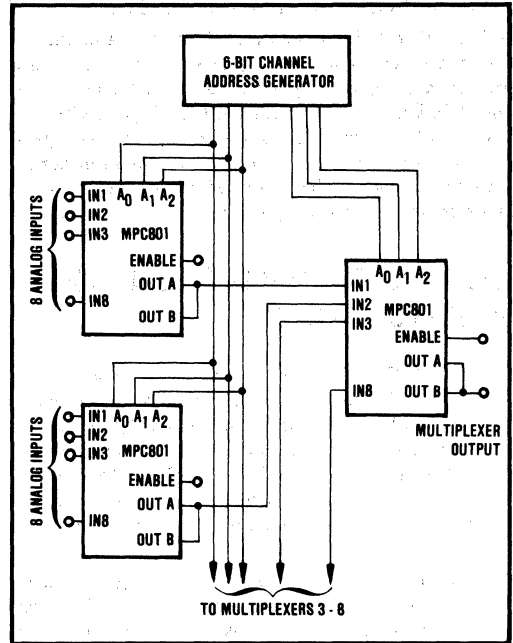 6-BIT CHANNEL
ADDRESS GENERATOR
8 ANALOG INPUTS
IN1
IN2
IN3
IN8
A0 A1 A2
MPC801
ENABLE
OUT A
OUT B
IN1
IN2
IN3
IN8
A0 A1 A2
MPC801
ENABLE
OUT A
OUT B
MULTIPLEXER
OUTPUT
8 ANALOG INPUTS
IN1
IN2
IN3
IN8
A0 A1 A2
MPC801
ENABLE
OUT A
OUT B
TO MULTIPLEXERS 3 - 8